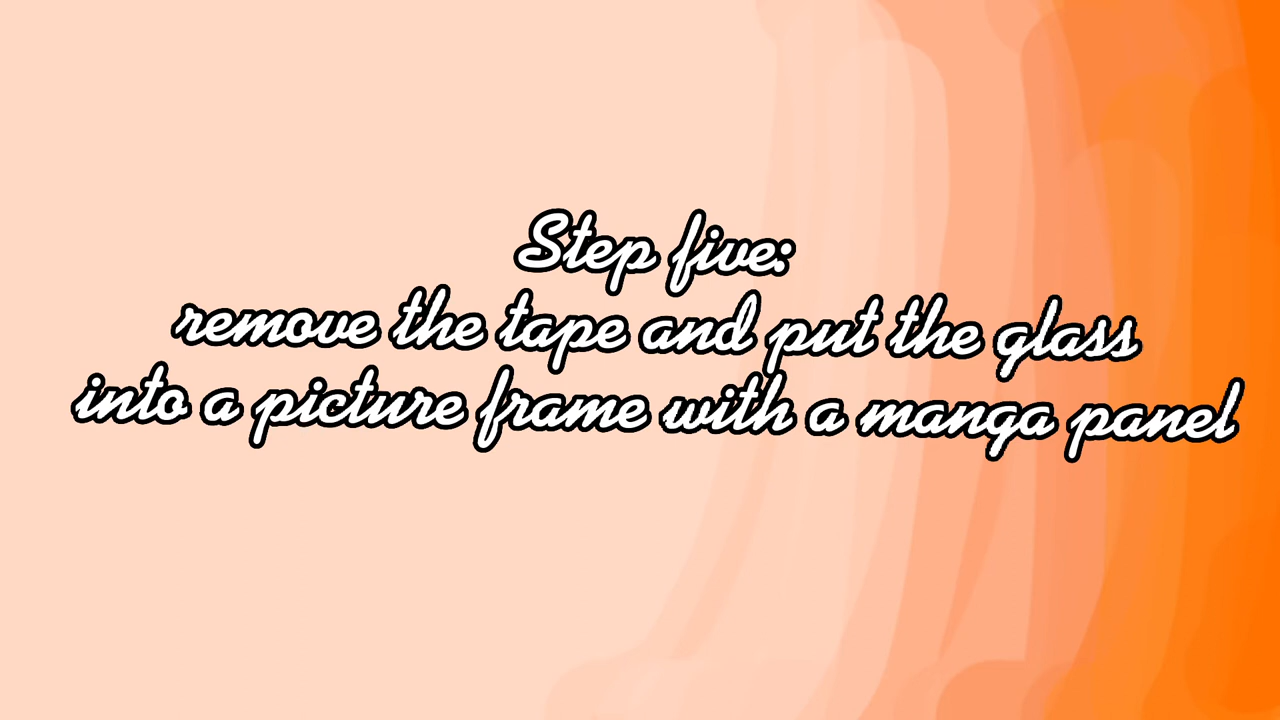 Step five:
remove the tape and put the glass
into a picture frame with a manga panel